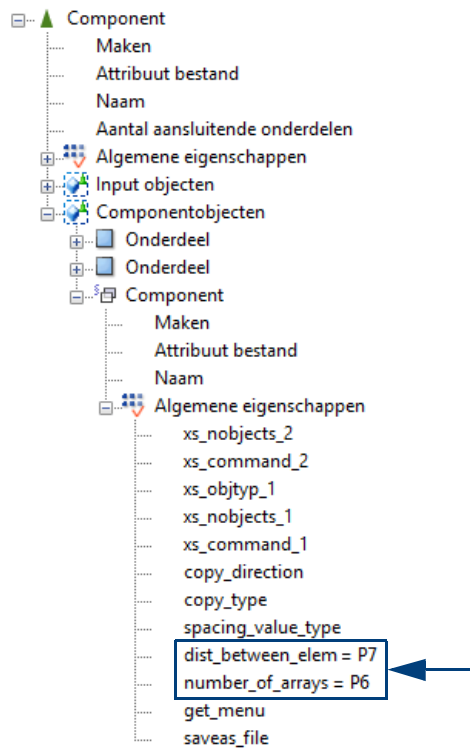 Component
Maken
Attribuut bestand
Naam
Aantal aansluitende onderdelen
Algemene eigenschappen
Input objecten
Componentobjecten
Onderdeel
Onderdeel
Component
Maken
Attribuut bestand
Naam
Algemene eigenschappen
xs_nobjects_2
xs_command_2
xs_objtyp_1
xs_nobjects_1
xs_command_1
copy_direction
copy_type
spacing_value_type
dist_between_elem = P7
number_of_arrays = P6
get_menu
saveas_file